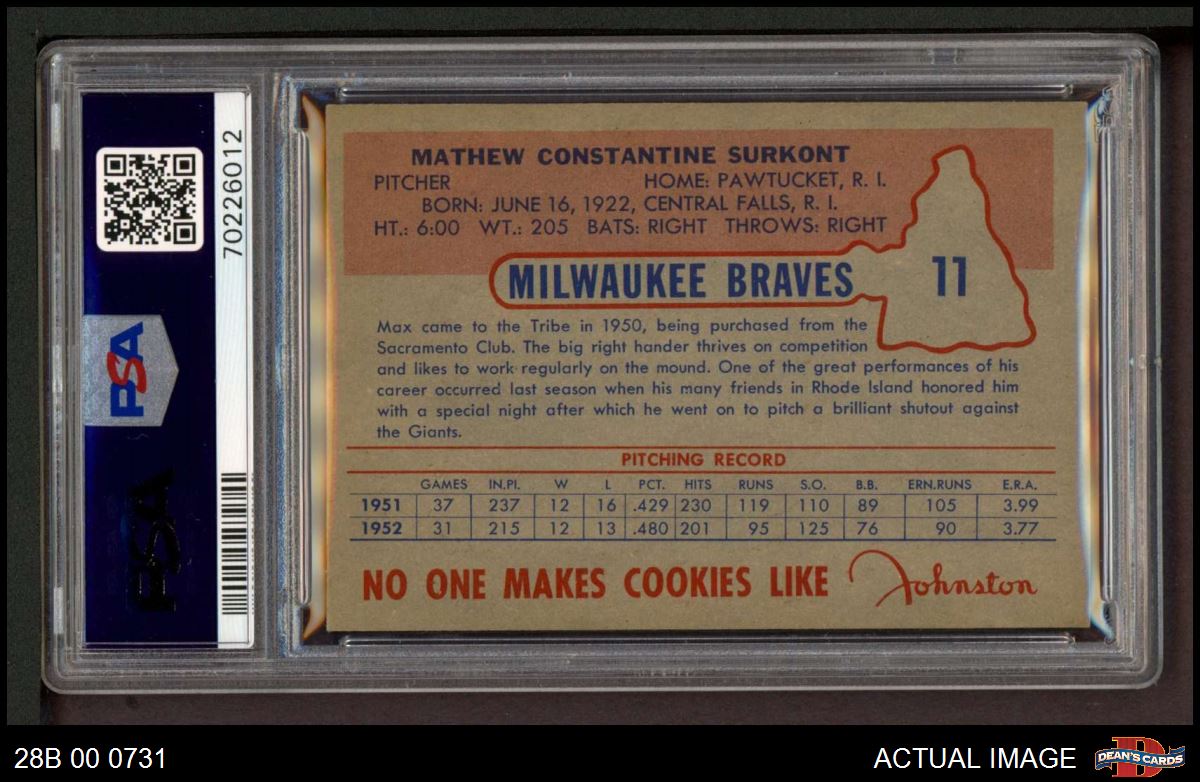 70226012
PSA
PSA
MATHEW CONSTANTINE SURKONT
PITCHER HOME: PAWTUCKET, R. I.
BORN: JUNE 16, 1922, CENTRAL FALLS, R. I.
HT.: 6:00 WT.: 205 BATS: RIGHT THROWS: RIGHT
MILWAUKEE BRAVES 11
Max came to the Tribe in 1950, being purchased from the
Sacramento Club. The big right hander thrives on competition
and likes to work regularly on the mound. One of the great performances of his
career occurred last season when his many friends in Rhode Island honored him
with a special night after which he went on to pitch a brilliant shutout against
the Giants.
PITCHING RECORD
GAMES IN.PI. W L PCT. HITS RUNS S.O. B.B. ERN.RUNS E.R.A.
1951 37 237 12 16 .429 230 119 110 89 105 3.99
1952 31 215 12 13 .480 201 95 125 76 90 3.77
NO ONE MAKES COOKIES LIKE Johnston
28B 00 0731 ACTUAL IMAGE DEAN'S CARDS